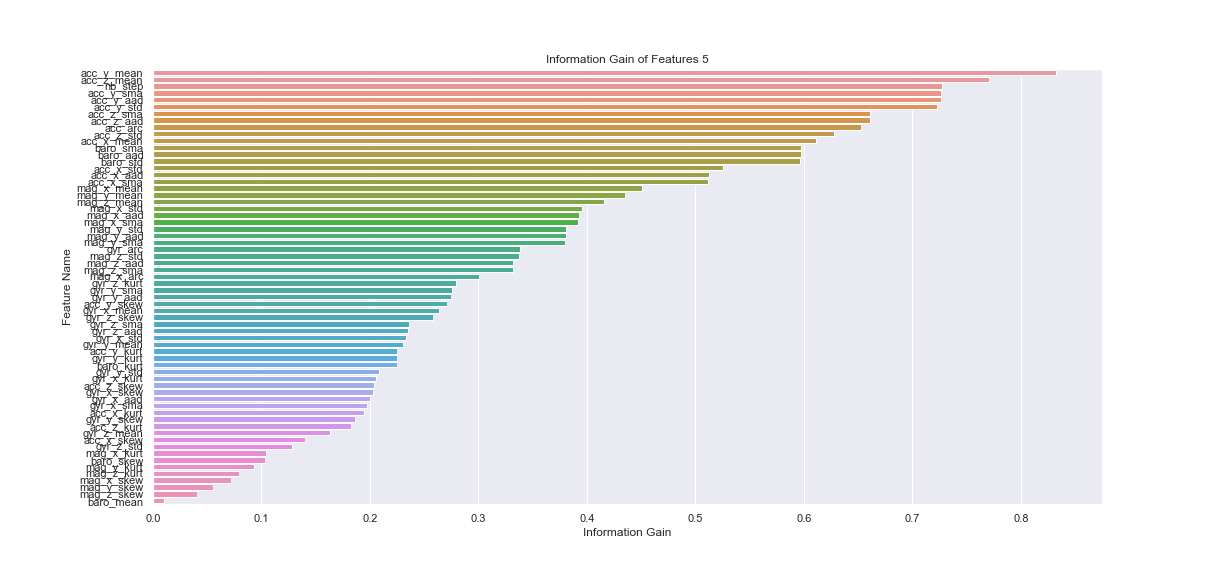 Information Gain of Features 5
acc_y_mean
acc_z_mean
nb_step
acc_y_sma
acc_y_aad
acc_y_std
acc_z_sma
acc_z_aad
acc_arc
acc_z_std
acc_x_mean
baro_sma
baro_aad
baro_std
acc_x_std
acc_x_aad
acc_x_sma
mag_x_mean
mag_y_mean
mag_z_mean
mag_x_std
mag_x_aad
mag_x_sma
mag_y_std
mag_y_aad
mag_y_sma
gyr_arc
mag_z_std
mag_z_aad
mag_z_sma
mag_x_arc
gyr_z_kurt
gyr_y_sma
gyr_y_aad
acc_y_skew
gyr_x_mean
gyr_z_skew
gyr_z_sma
gyr_z_aad
gyr_x_std
gyr_y_mean
acc_y_kurt
gyr_y_kurt
baro_kurt
gyr_y_std
gyr_x_kurt
acc_z_skew
gyr_x_skew
gyr_x_aad
gyr_x_sma
acc_x_kurt
gyr_y_skew
acc_z_kurt
gyr_z_mean
acc_x_skew
gyr_z_std
mag_x_kurt
baro_skew
mag_y_kurt
mag_z_kurt
mag_x_skew
mag_y_skew
mag_z_skew
baro_mean
Feature Name
0.0 0.1 0.2 0.3 0.4 0.5 0.6 0.7 0.8
Information Gain